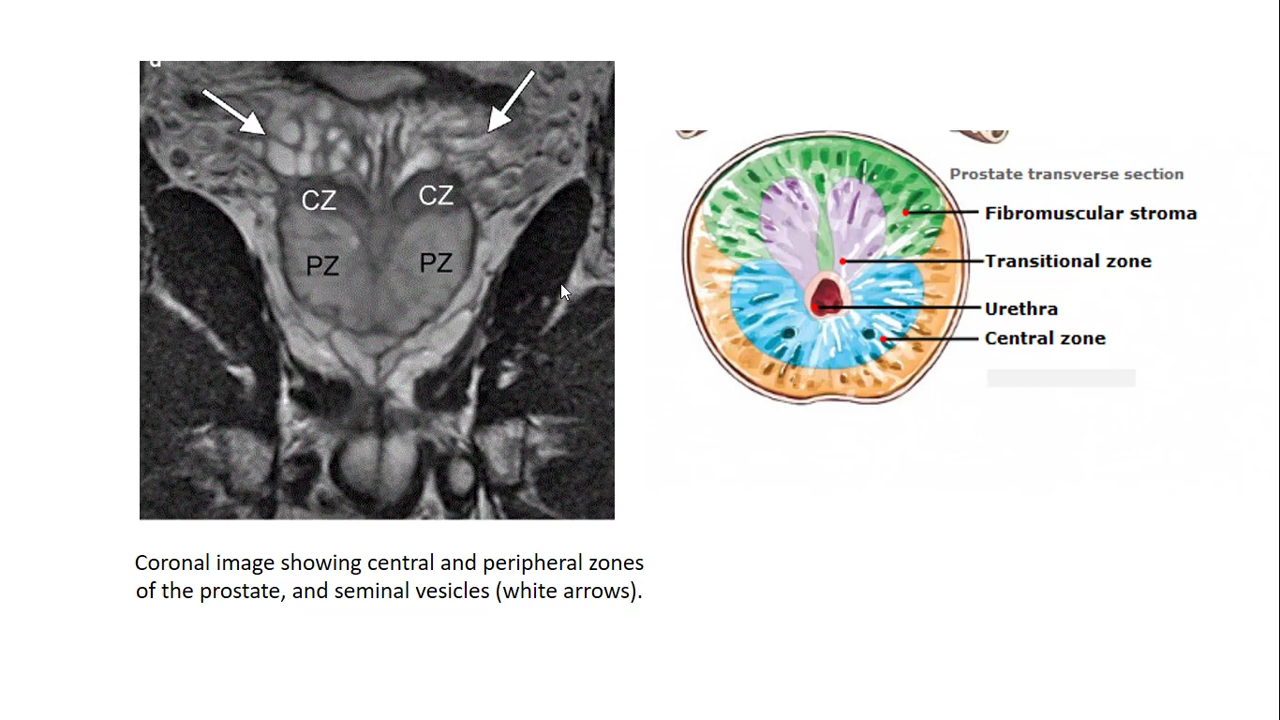 CZ CZ
PZ PZ
Prostate transverse section
Fibromuscular stroma
Transitional zone
Urethra
Central zone
Coronal image showing central and peripheral zones
of the prostate, and seminal vesicles (white arrows).